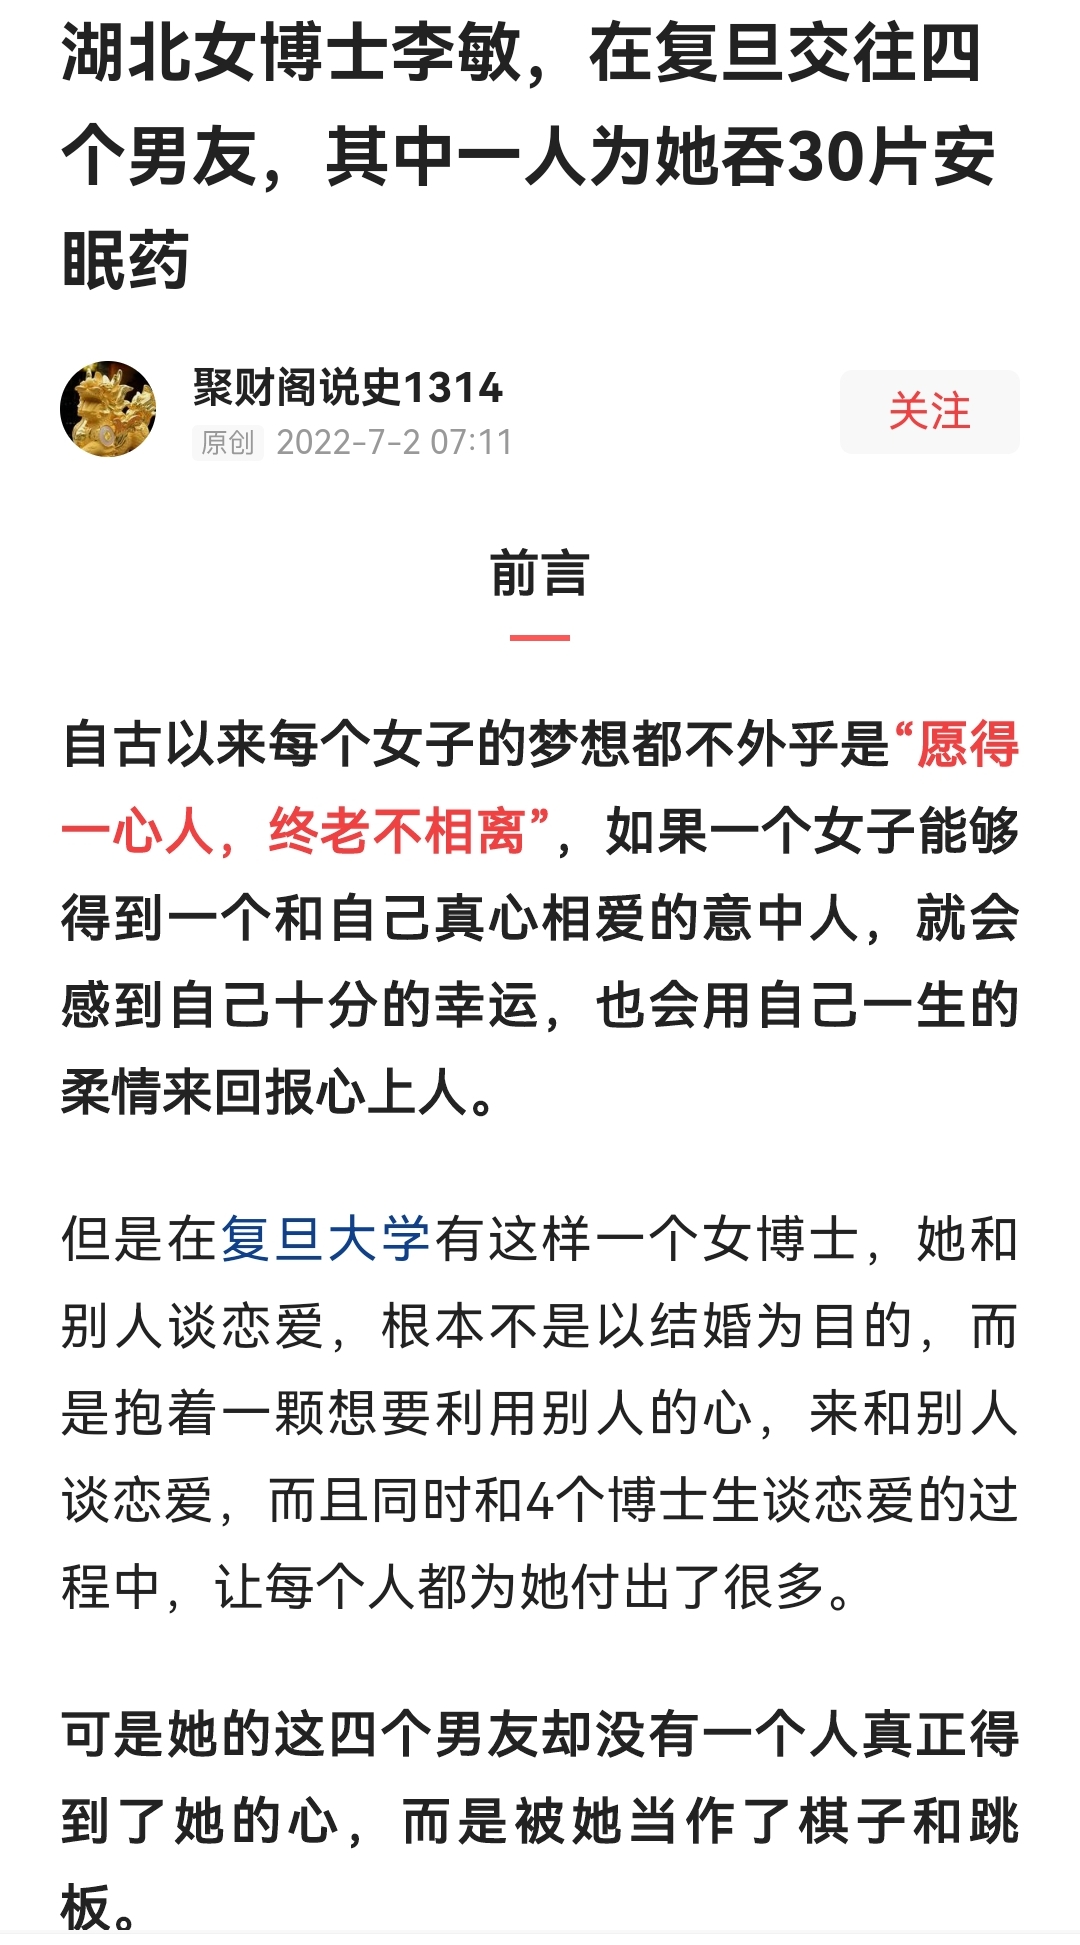 湖北女博士李敏，在复旦交往四
个男友，其中一人为她吞30片安
眠药
聚财阁说史1314
关注
原创 2022-7-2 07:11
前言
自古以来每个女子的梦想都不外乎是“愿得
一心人，终老不相离”，如果一个女子能够
得到一个和自己真心相爱的意中人，就会
感到自己十分的幸运，也会用自己一生的
柔情来回报心上人。
但是在复旦大学有这样一个女博士，她和
别人谈恋爱，根本不是以结婚为目的，而
是抱着一颗想要利用别人的心，来和别人
谈恋爱，而且同时和4个博士生谈恋爱的过
程中，让每个人都为她付出了很多。
可是她的这四个男友却没有一个人真正得
到了她的心，而是被她当作了棋子和跳
板。